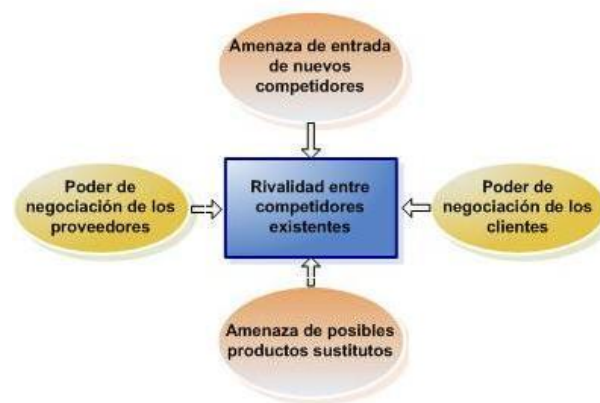 Amenaza de entrada
de nuevos
competidores
Poder de
negociación de los
proveedores
Rivalidad entre
competidores
existentes
Poder de
negociación de los
clientes
Amenaza de posibles
productos sustitutos